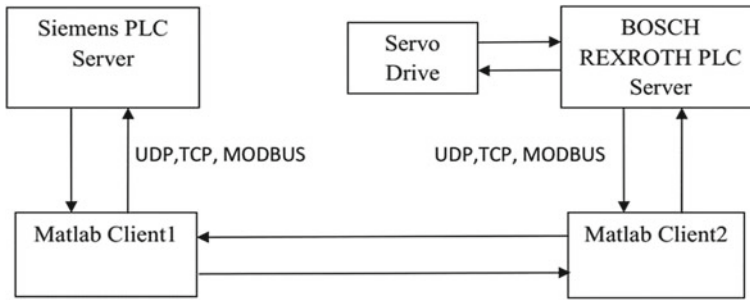 Siemens PLC
Server
Servo
Drive
BOSCH
REXROTH PLC
Server
UDP,TCP, MODBUS
UDP,TCP, MODBUS
Matlab Client1
Matlab Client2